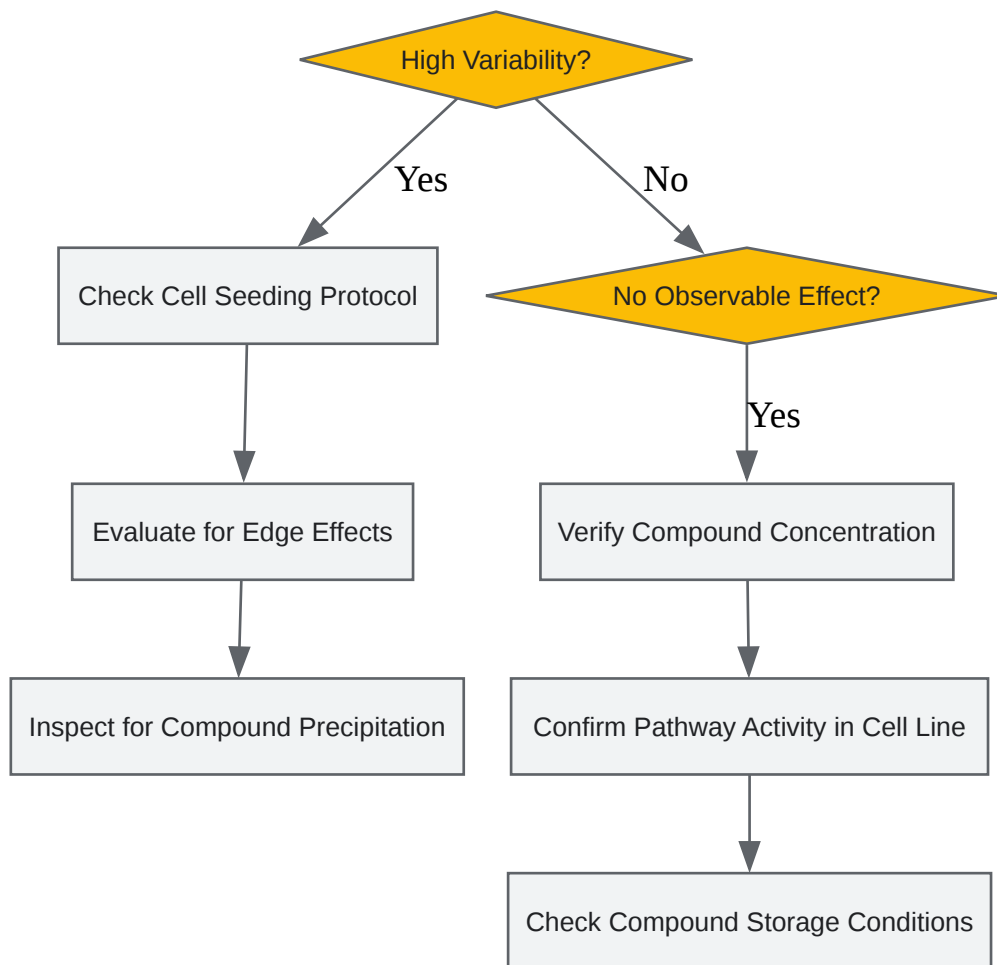 High Variability?
Yes
No
Check Cell Seeding Protocol
No Observable Effect?
Yes
Evaluate for Edge Effects
Verify Compound Concentration
Inspect for Compound Precipitation
Confirm Pathway Activity in Cell Line
Check Compound Storage Conditions